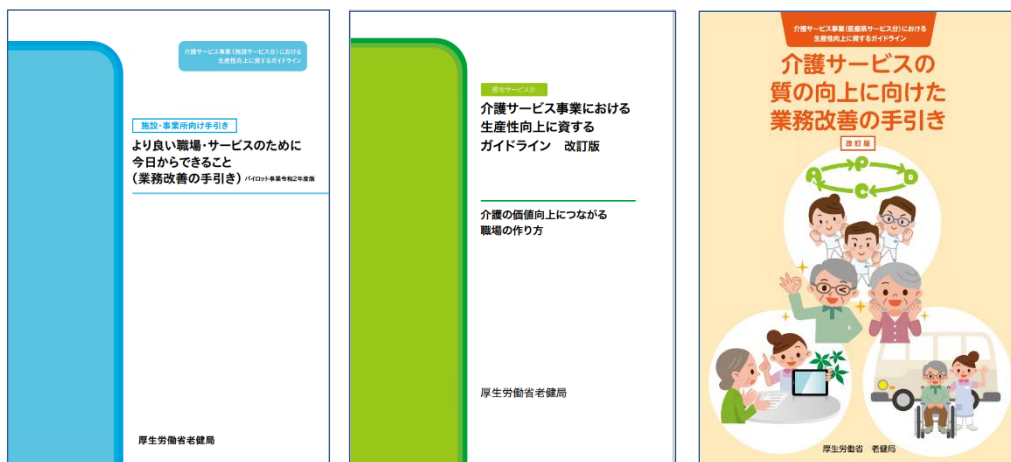 介護サービス事業(施設サービス分)における
生産性向上に資するガイドライン
施設・事業所向け手引き
より良い職場・サービスのために
今日からできること
(業務改善の手引き) パイロット事業令和2年度版
厚生労働省老健局
居宅サービス分
介護サービス事業における
生産性向上に資する
ガイドライン 改訂版
介護の価値向上につながる
職場の作り方
厚生労働省老健局
介護サービス事業(医療系サービス分)における
生産性向上に資するガイドライン
介護サービスの
質の向上に向けた
業務改善の手引き
改訂版
A P D C
厚生労働省 老健局